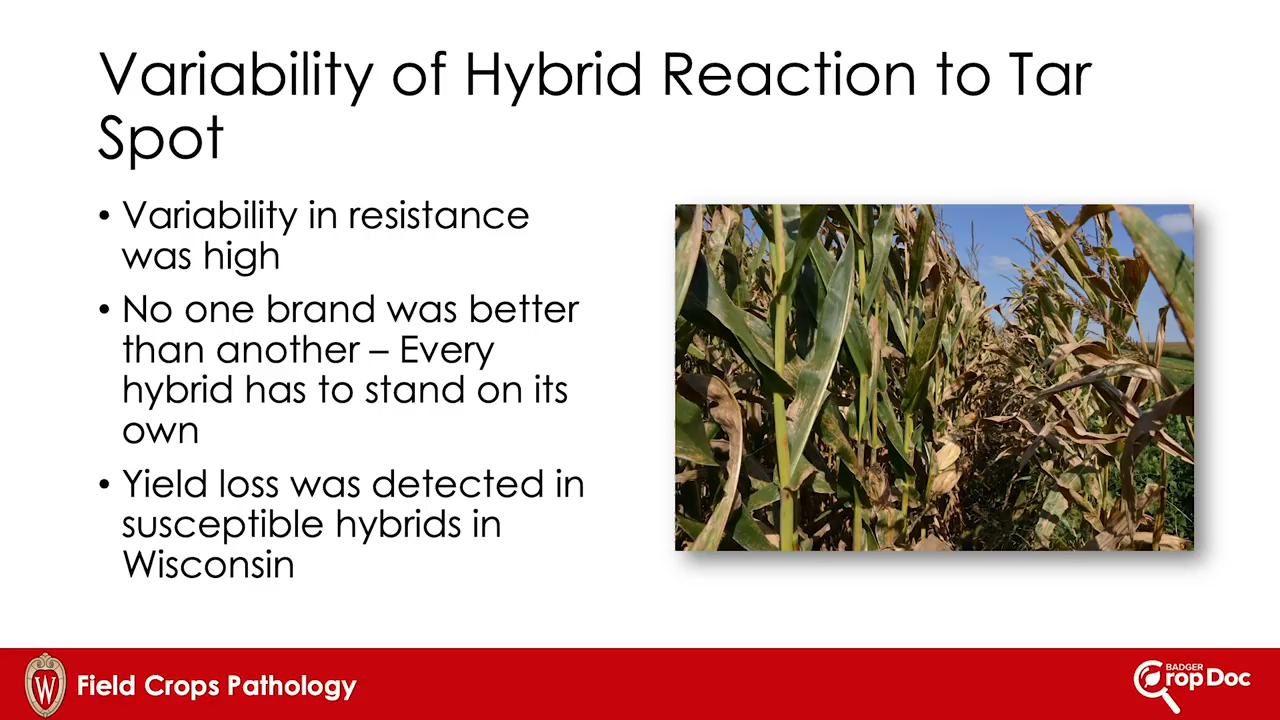 Variability of Hybrid Reaction to Tar
Spot
• Variability in resistance
was high
• No one brand was better
than another – Every
hybrid has to stand on its
own
• Yield loss was detected in
susceptible hybrids in
Wisconsin
W
Field Crops Pathology
BADGER
Crop Doc